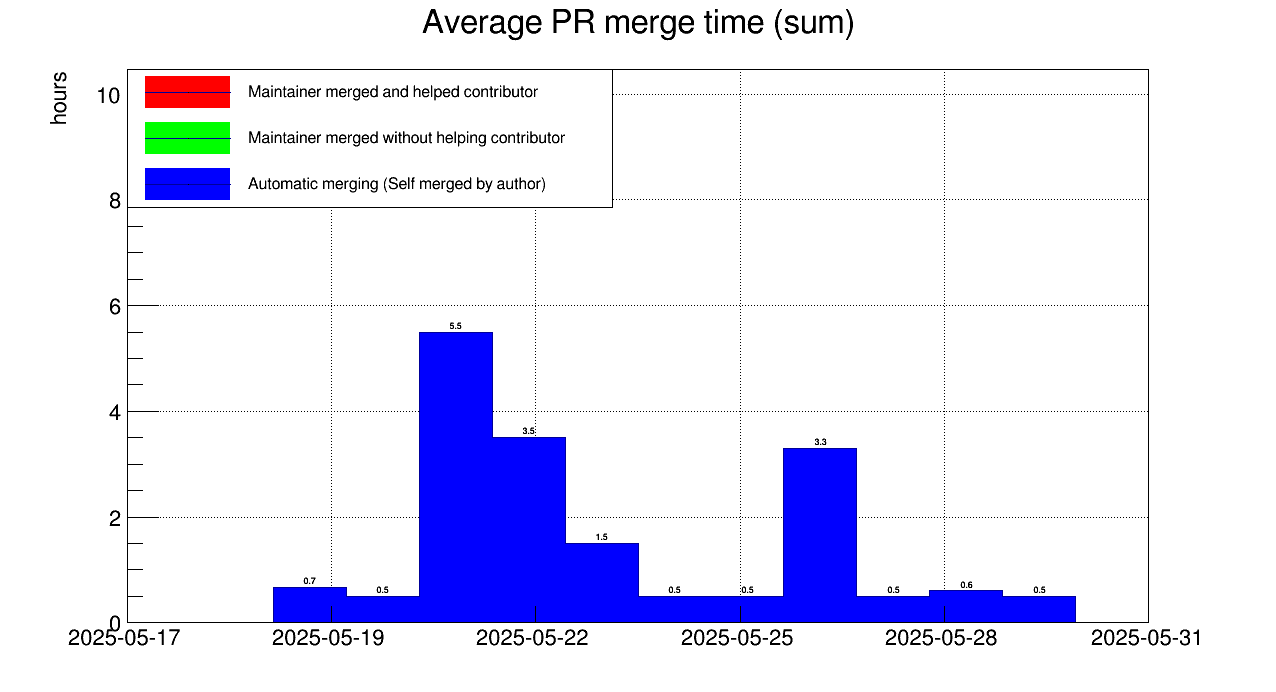 Average PR merge time (sum)
hours
Maintainer merged and helped contributor
Maintainer merged without helping contributor
Automatic merging (Self merged by author)
10
8
6
4
2
0
5.5
3.5
3.3
1.5
0.7
0.5
0.5
0.5
0.5
0.6
0.5
2025-05-17 2025-05-19 2025-05-22 2025-05-25 2025-05-28 2025-05-31